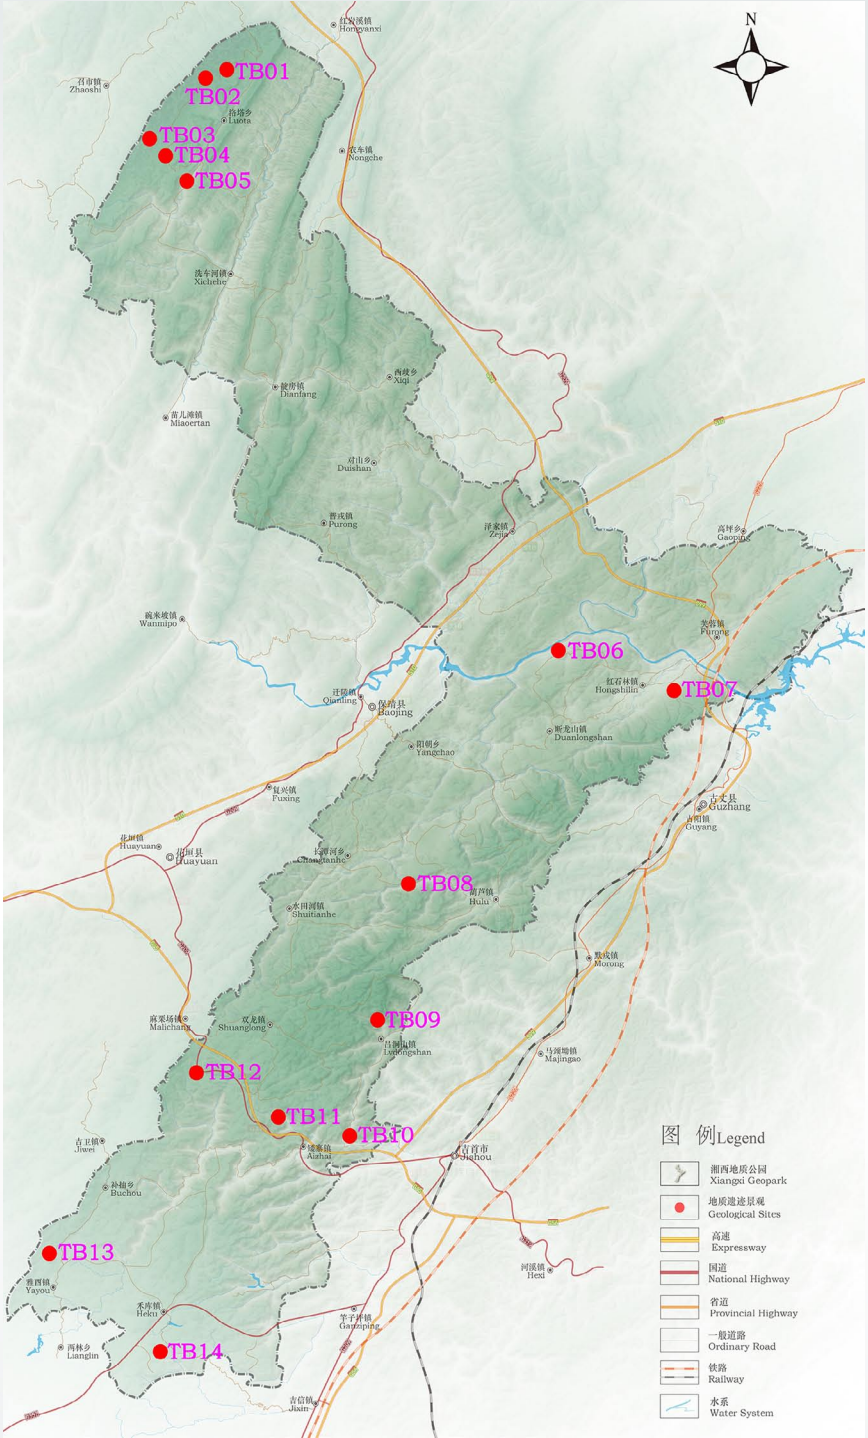 N
红岩溪镇
Hongyanxi
召市镇
Zhaoshi
TB01
TB02
洛塔乡
Luota
TB03
TB04
TB05
农车镇
Nongche
洗车河镇
Xichehe
西歧乡
Xiqi
靛房镇
Dianfang
苗儿滩镇
Miaoertan
对山乡
Duishan
普戎镇
Purong
泽家镇
Zejia
高坪乡
Gaoping
碗米坡镇
Wanmipo
芙蓉镇
Furong
TB06
红石林镇
Hongshilin
TB07
迁陵镇
Qianling
保靖县
Baojing
断龙山镇
Duanlongshan
阳朝乡
Yangchao
复兴镇
Fuxing
古丈县
Guzhang
古阳镇
Guyang
花垣镇
Huayuan
花垣县
Huayuan
长潭河乡
Changtanhe
TB08
葫芦镇
Hulu
水田河镇
Shuitianhe
默戎镇
Morong
麻栗场镇
Malichang
双龙镇
Shuanglong
TB09
吕洞山镇
Lvdongshan
马颈坳镇
Majingao
TB12
TB11
TB10
矮寨镇
Aizhai
吉首市
Jishou
吉卫镇
Jiwei
补抽乡
Buchou
TB13
雅酉镇
Yayou
禾库镇
Heku
河溪镇
Hexi
竿子坪镇
Ganziping
两林乡
Lianglin
TB14
吉信镇
Jixin
图 例Legend
湘西地质公园
Xiangxi Geopark
地质遗迹景观
Geological Sites
高速
Expressway
国道
National Highway
省道
Provincial Highway
一般道路
Ordinary Road
铁路
Railway
水系
Water System